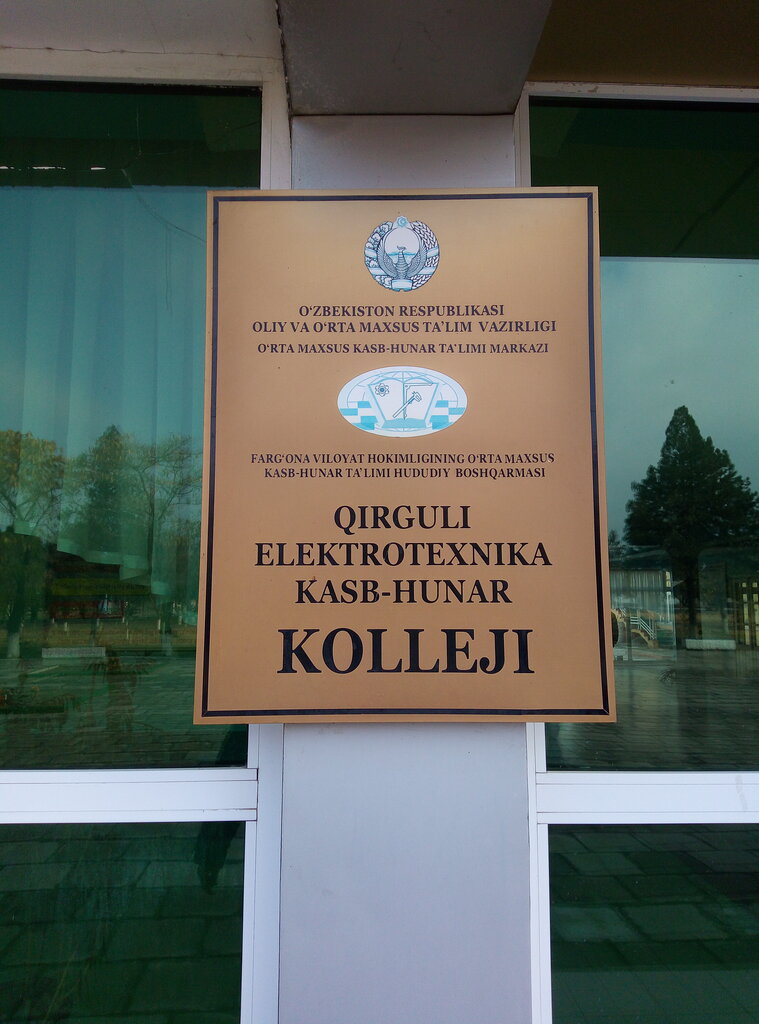 O‘ZBEKISTON RESPUBLIKASI
OLIY VA O‘RTA MAXSUS TA’LIM VAZIRLIGI
O‘RTA MAXSUS KASB-HUNAR TA‘LIMI MARKAZI
FARG‘ONA VILOYAT HOKIMLIGINING O‘RTA MAXSUS
KASB-HUNAR TA’LIMI HUDUDIY BOSHQARMASI
QIRGULI
ELEKTROTEXNIKA
KASB-HUNAR
KOLLEJI